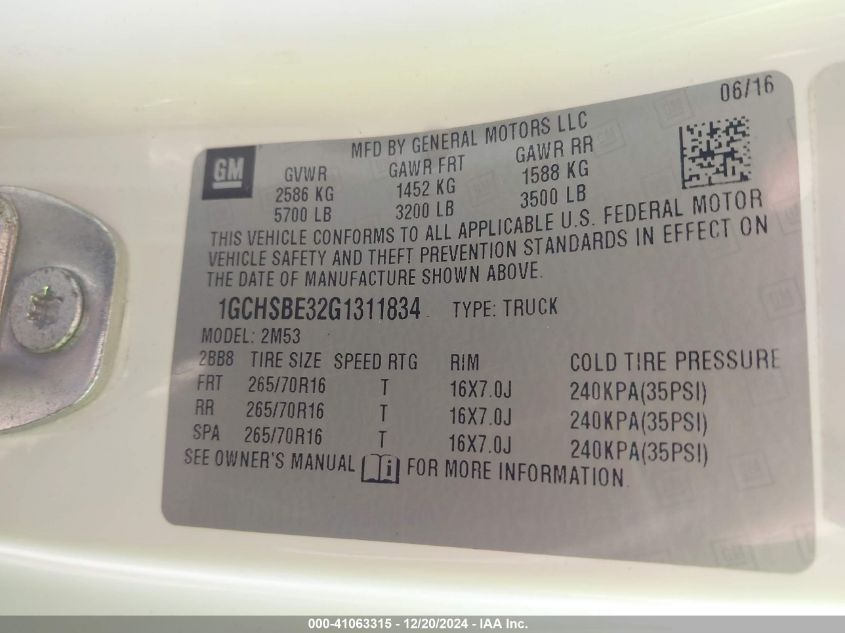 06/16
MFD BY GENERAL MOTORS LLC
GM
GVWR GAWR FRT GAWR RR
2586 KG 1452 KG 1588 KG
5700 LB 3200 LB 3500 LB
THIS VEHICLE CONFORMS TO ALL APPLICABLE U.S. FEDERAL MOTOR
VEHICLE SAFETY AND THEFT PREVENTION STANDARDS IN EFFECT ON
THE DATE OF MANUFACTURE SHOWN ABOVE.
1GCHSBE32G1311834 TYPE: TRUCK
MODEL: 2M53
2BB8 TIRE SIZE SPEED RTG RIM COLD TIRE PRESSURE
FRT 265/70R16 T 16X7.0J 240KPA(35PSI)
RR 265/70R16 T 16X7.0J 240KPA(35PSI)
SPA 265/70R16 T 16X7.0J 240KPA(35PSI)
SEE OWNER'S MANUAL i FOR MORE INFORMATION.
000-41063315 - 12/20/2024 - IAA Inc.